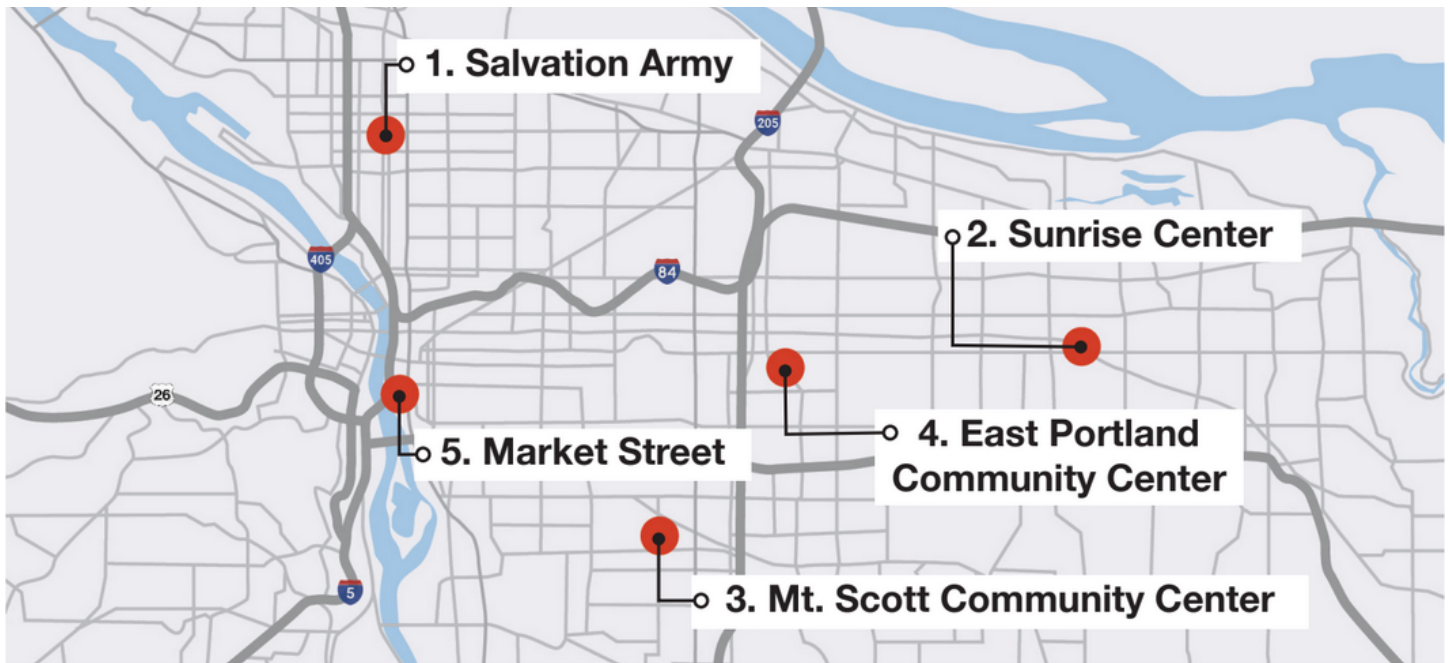 1. Salvation Army
205
2. Sunrise Center
405
84
26
4. East Portland
Community Center
5. Market Street
5
3. Mt. Scott Community Center